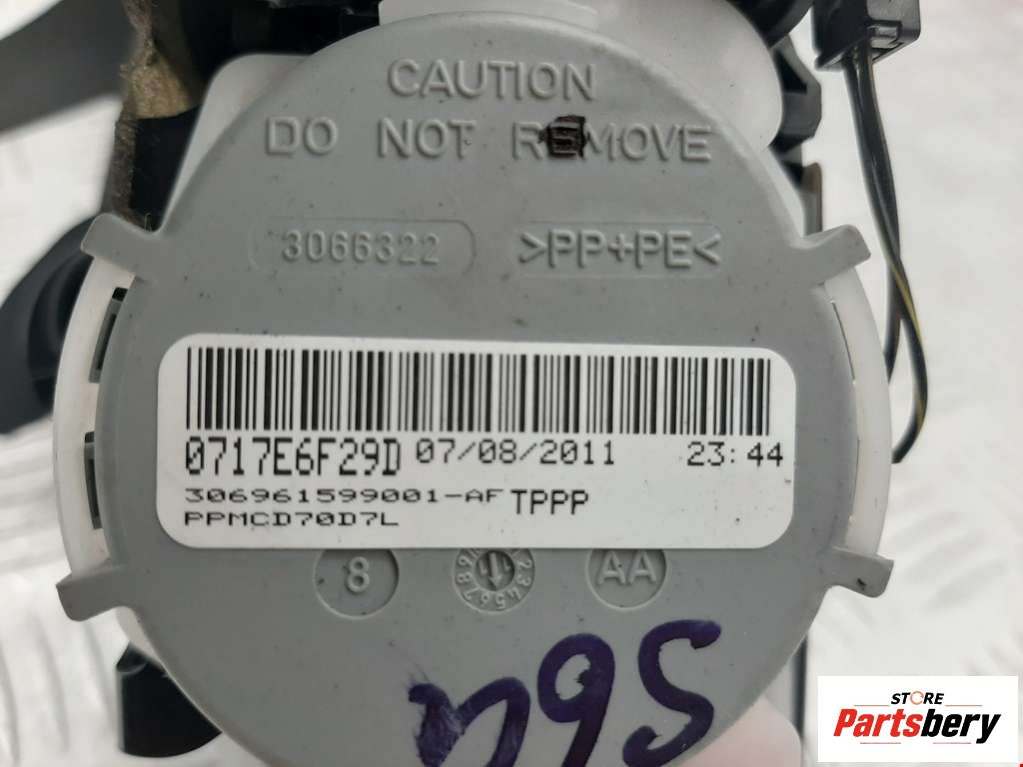 CAUTION
DO NOT REMOVE
3066322 >PP+PE<
0717E6F29D 07/08/2011 23:44
306961599001-AF TPPP
PPMCD70D7L
8 11 AA
STORE
Partsbery